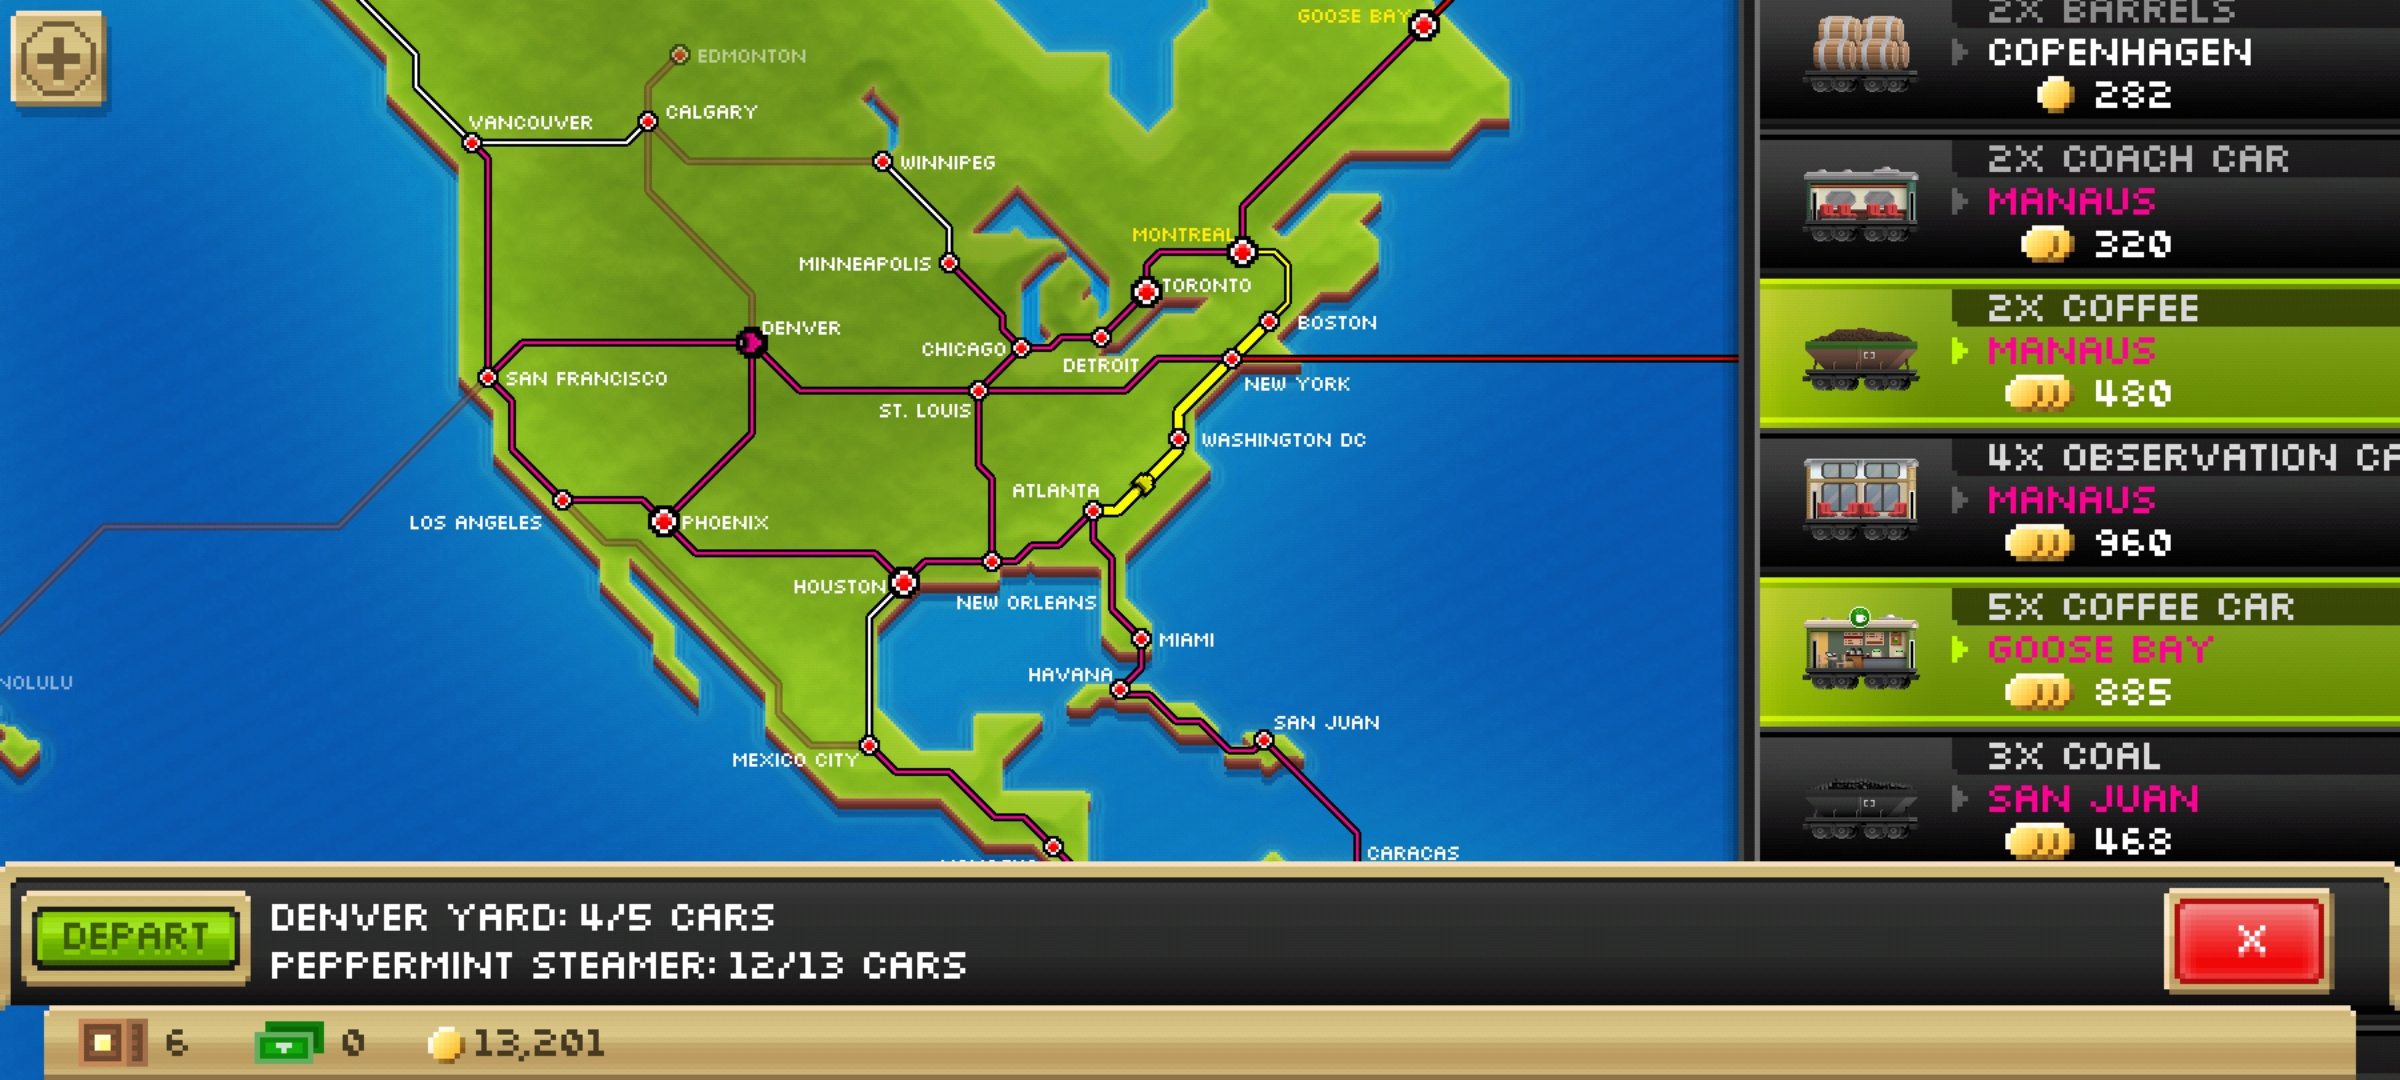 GOOSE BAY
EDMONTON
VANCOUVER
CALGARY
WINNIPEG
MONTREAL
MINNEAPOLIS
TORONTO
DENVER
CHICAGO
BOSTON
DETROIT
SAN FRANCISCO
NEW YORK
ST. LOUIS
WASHINGTON DC
ATLANTA
LOS ANGELES
PHOENIX
HOUSTON
NEW ORLEANS
MIAMI
HAVANA
NOLULU
SAN JUAN
MEXICO CITY
CARACAS
2X BARRELS
COPENHAGEN
282
2X COACH CAR
MANAUS
320
2X COFFEE
MANAUS
480
4X OBSERVATION CA
MANAUS
960
5X COFFEE CAR
GOOSE BAY
885
3X COAL
SAN JUAN
468
DEPART
DENVER YARD: 4/5 CARS
PEPPERMINT STEAMER: 12/13 CARS
X
6
0
13,201